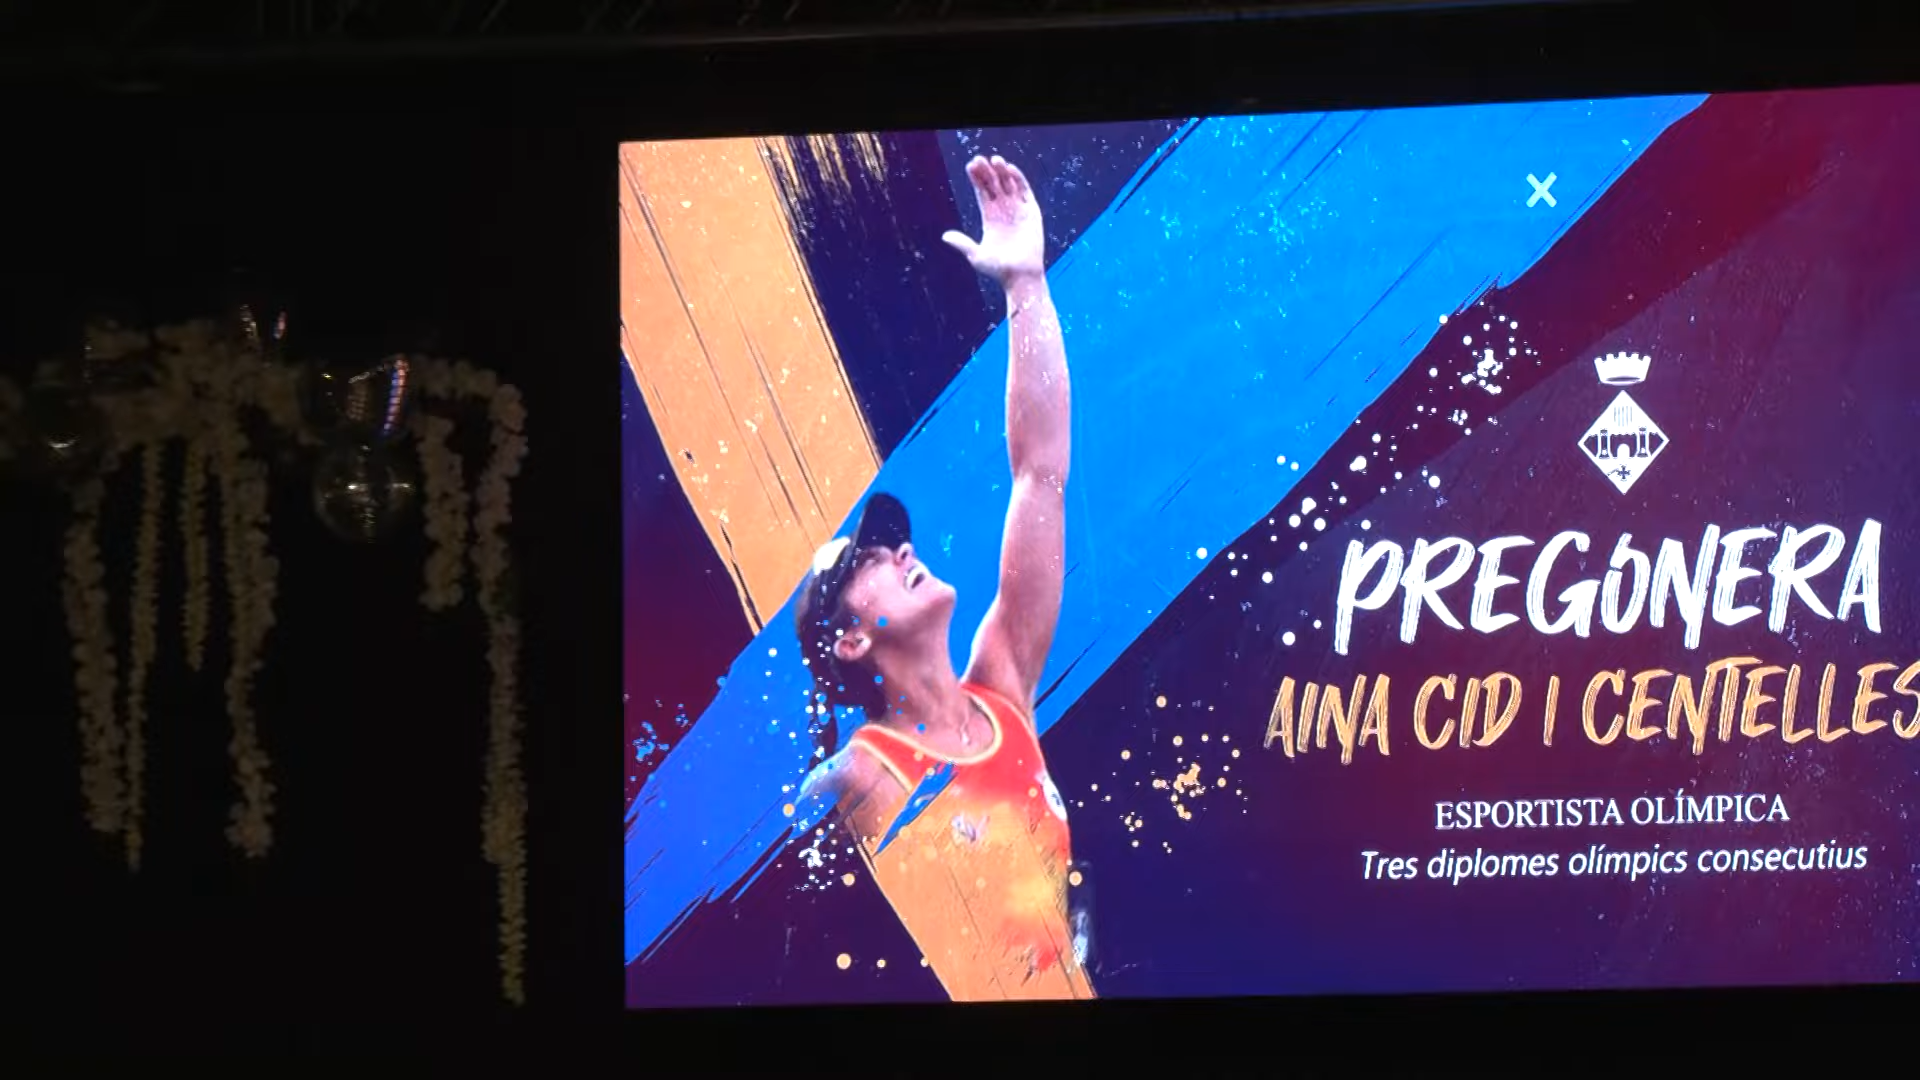 PREGONERA
AINA CID I CENTELLES
ESPORTISTA OLÍMPICA
Tres diplomes olímpics consecutius